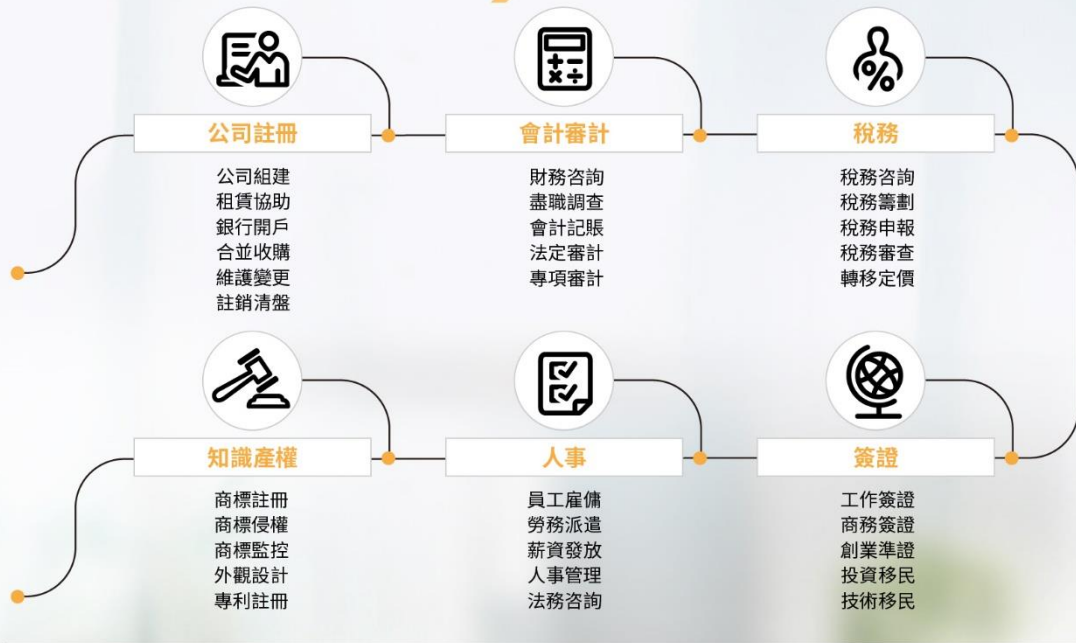 公司註冊
公司組建
租賃協助
銀行開戶
合並收購
維護變更
註銷清盤
會計審計
財務咨詢
盡職調查
會計記賬
法定審計
專項審計
稅務
稅務咨詢
稅務籌劃
稅務申報
稅務審查
轉移定價
知識產權
商標註冊
商標侵權
商標監控
外觀設計
專利註冊
人事
員工雇傭
勞務派遣
薪資發放
人事管理
法務咨詢
簽證
工作簽證
商務簽證
創業準證
投資移民
技術移民